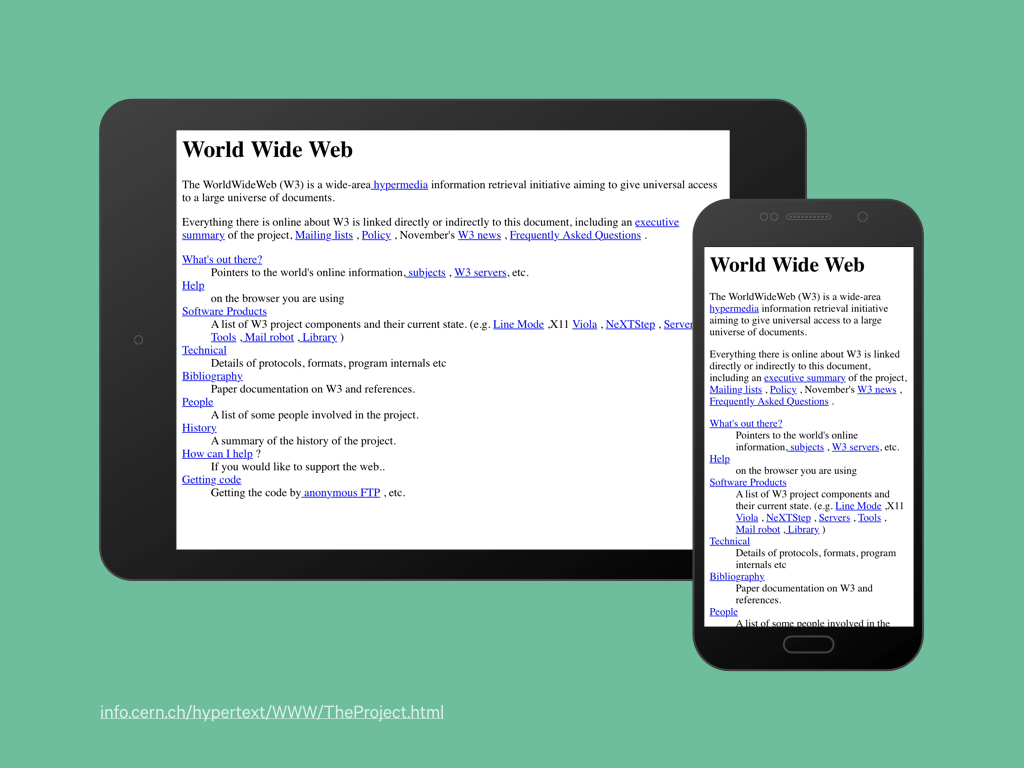 World Wide Web
The WorldWideWeb (W3) is a wide-area hypermedia information retrieval initiative aiming to give universal access
to a large universe of documents.
Everything there is online about W3 is linked directly or indirectly to this document, including an executive
summary of the project, Mailing lists , Policy , November's W3 news , Frequently Asked Questions .
What's out there?
Pointers to the world's online information, subjects , W3 servers, etc.
Help
on the browser you are using
Software Products
A list of W3 project components and their current state. (e.g. Line Mode ,X11 Viola , NeXTStep , Server
Tools , Mail robot , Library )
Technical
Details of protocols, formats, program internals etc
Bibliography
Paper documentation on W3 and references.
People
A list of some people involved in the project.
History
A summary of the history of the project.
How can I help ?
If you would like to support the web..
Getting code
Getting the code by anonymous FTP , etc.
World Wide Web
The WorldWideWeb (W3) is a wide-area
hypermedia information retrieval initiative
aiming to give universal access to a large
universe of documents.
Everything there is online about W3 is linked
directly or indirectly to this document,
including an executive summary of the project,
Mailing lists , Policy , November's W3 news ,
Frequently Asked Questions .
What's out there?
Pointers to the world's online
information, subjects , W3 servers, etc.
Help
on the browser you are using
Software Products
A list of W3 project components and
their current state. (e.g. Line Mode ,X11
Viola , NeXTStep , Servers , Tools ,
Mail robot , Library )
Technical
Details of protocols, formats, program
internals etc
Bibliography
Paper documentation on W3 and
references.
People
A list of some people involved in the
info.cern.ch/hypertext/WWW/TheProject.html